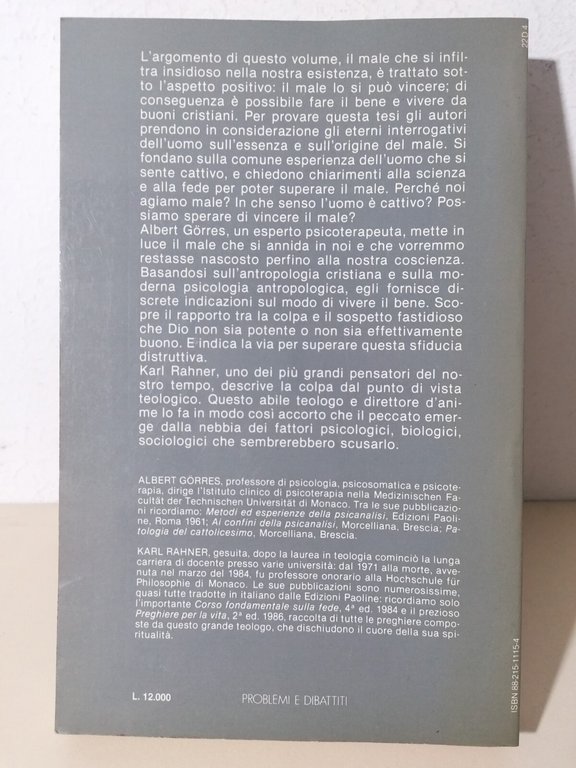 22 D 4
L'argomento di questo volume, il male che si infil-
tra insidioso nella nostra esistenza, è trattato sot-
to l'aspetto positivo: il male lo si può vincere; di
conseguenza è possibile fare il bene e vivere da
buoni cristiani. Per provare questa tesi gli autori
prendono in considerazione gli eterni interrogativi
dell'uomo sull'essenza e sull'origine del male. Si
fondano sulla comune esperienza dell'uomo che si
sente cattivo, e chiedono chiarimenti alla scienza
e alla fede per poter superare il male. Perché noi
agiamo male? In che senso l'uomo è cattivo? Pos-
siamo sperare di vincere il male?
Albert Görres, un esperto psicoterapeuta, mette in
luce il male che si annida in noi e che vorremmo
restasse nascosto perfino alla nostra coscienza.
Basandosi sull'antropologia cristiana e sulla mo-
derna psicologia antropologica, egli fornisce di-
screte indicazioni sul modo di vivere il bene. Sco-
pre il rapporto tra la colpa e il sospetto fastidioso
che Dio non sia potente o non sia effettivamente
buono. E indica la via per superare questa sfiducia
distruttiva.
Karl Rahner, uno dei più grandi pensatori del no-
stro tempo, descrive la colpa dal punto di vista
teologico. Questo abile teologo e direttore d'ani-
me lo fa in modo così accorto che il peccato emer-
ge dalla nebbia dei fattori psicologici, biologici,
sociologici che sembrerebbero scusarlo.
ALBERT GÖRRES, professore di psicologia, psicosomatica e psicote-
rapia, dirige l'Istituto clinico di psicoterapia nella Medizinischen Fa-
cultät der Technischen Universität di Monaco. Tra le sue pubblicazio-
ni ricordiamo: Metodi ed esperienze della psicanalisi, Edizioni Paoli-
ne, Roma 1961; Ai confini della psicanalisi, Morcelliana, Brescia; Pa-
tologia del cattolicesimo, Morcelliana, Brescia.
KARL RAHNER, gesuita, dopo la laurea in teologia cominciò la lunga
carriera di docente presso varie università: dal 1971 alla morte, avve-
nuta nel marzo del 1984, fu professore onorario alla Hochschule für
Philosophie di Monaco. Le sue pubblicazioni sono numerosissime,
quasi tutte tradotte in italiano dalle Edizioni Paoline: ricordiamo solo
l'importante Corso fondamentale sulla fede, 4ª ed. 1984 e il prezioso
Preghiere per la vita, 2ª ed. 1986, raccolta di tutte le preghiere compo-
ste da questo grande teologo, che dischiudono il cuore della sua spi-
ritualità.
L. 12.000
PROBLEMI E DIBATTITI
ISBN 88-215-1115-4